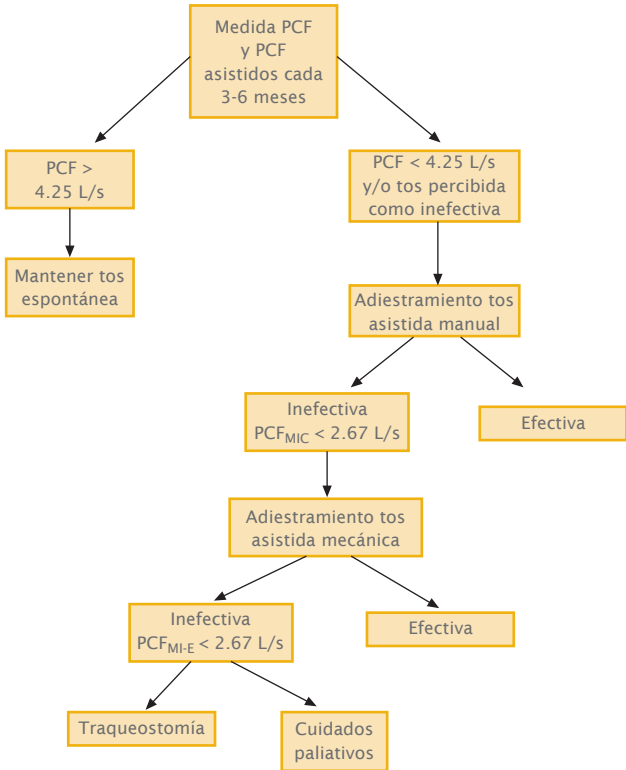 Medida PCF
y PCF
asistidos cada
3-6 meses
PCF >
4.25 L/s
PCF < 4.25 L/s
y/o tos percibida
como inefectiva
Mantener tos
espontánea
Adiestramiento tos
asistida manual
Inefectiva
PCFMIC < 2.67 L/s
Efectiva
Adiestramiento tos
asistida mecánica
Inefectiva
PCFMI-E < 2.67 L/s
Efectiva
Traqueostomía
Cuidados
paliativos